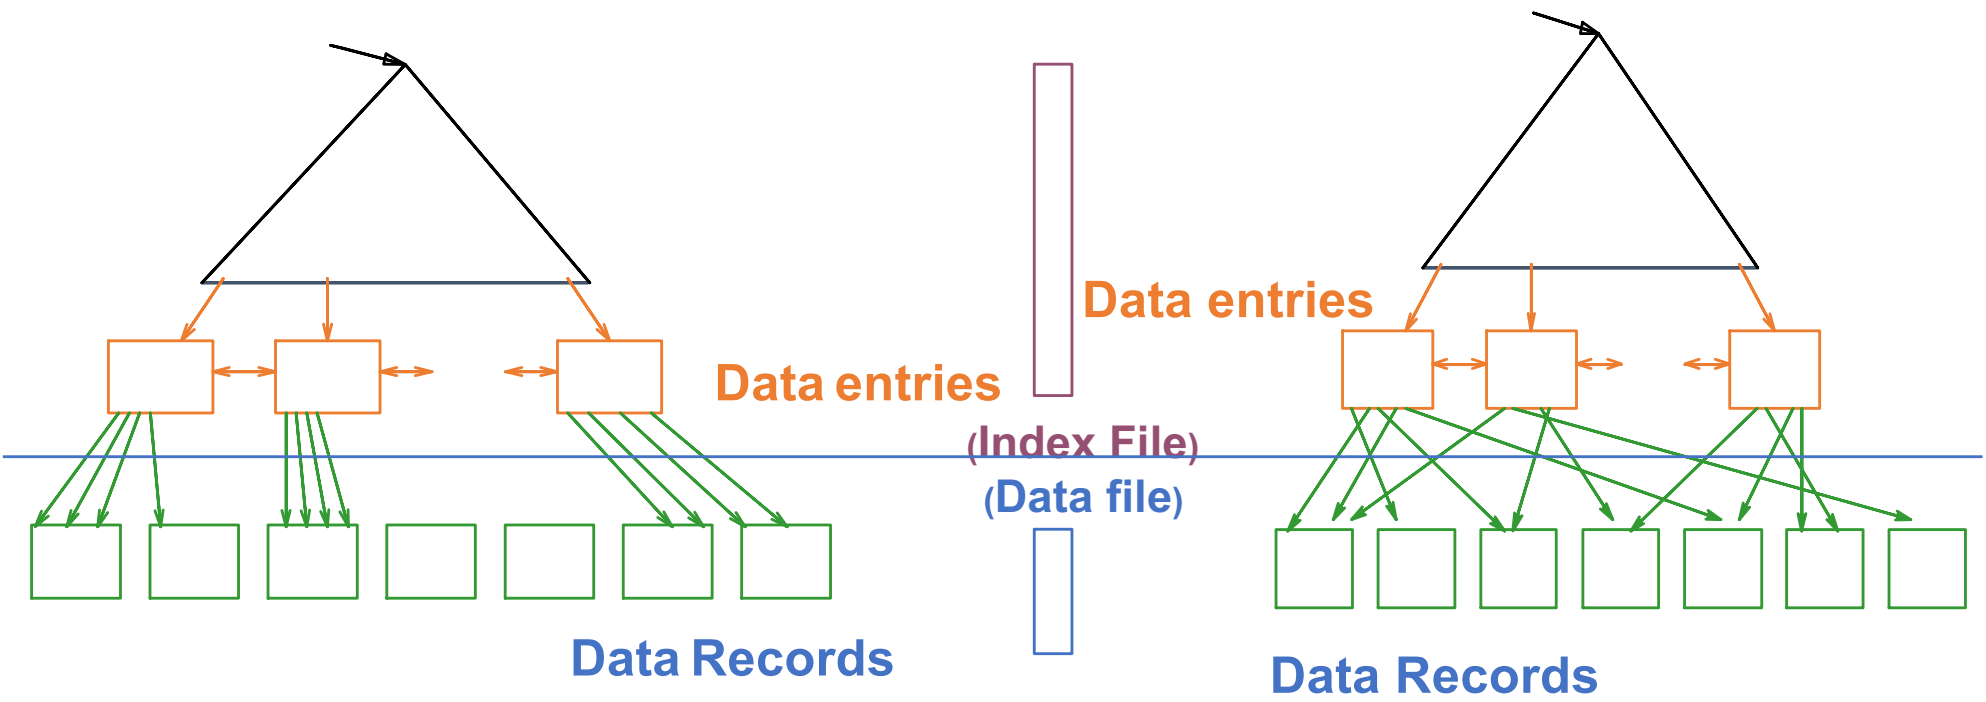 Data entries
Data entries
(Index File)
(Data file)
Data Records
Data Records